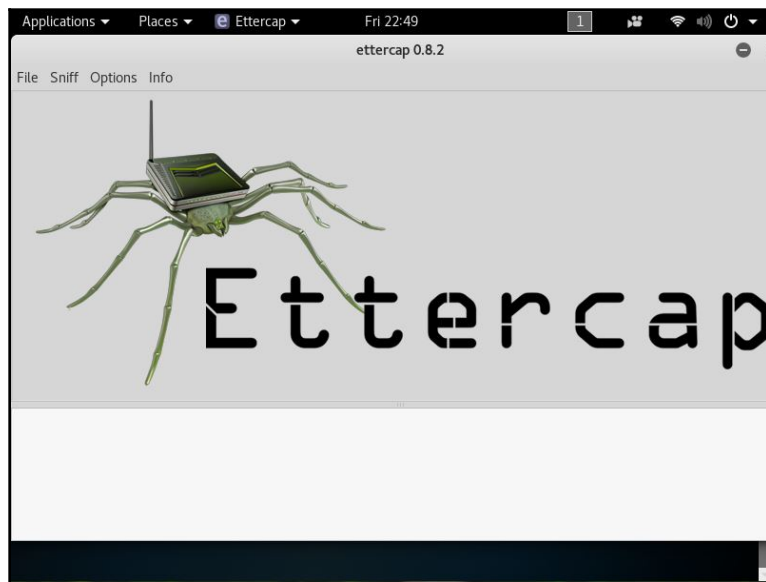 Applications Places Ettercap Fri 22:49 1
ettercap 0.8.2
File Sniff Options Info
Ettercap